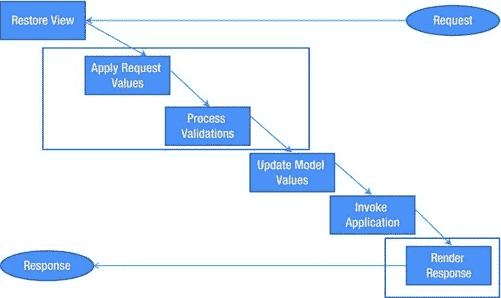 Restore View
Request
Apply Request
Values
Process
Validations
Update Model
Values
Invoke
Application
Render
Response
Response